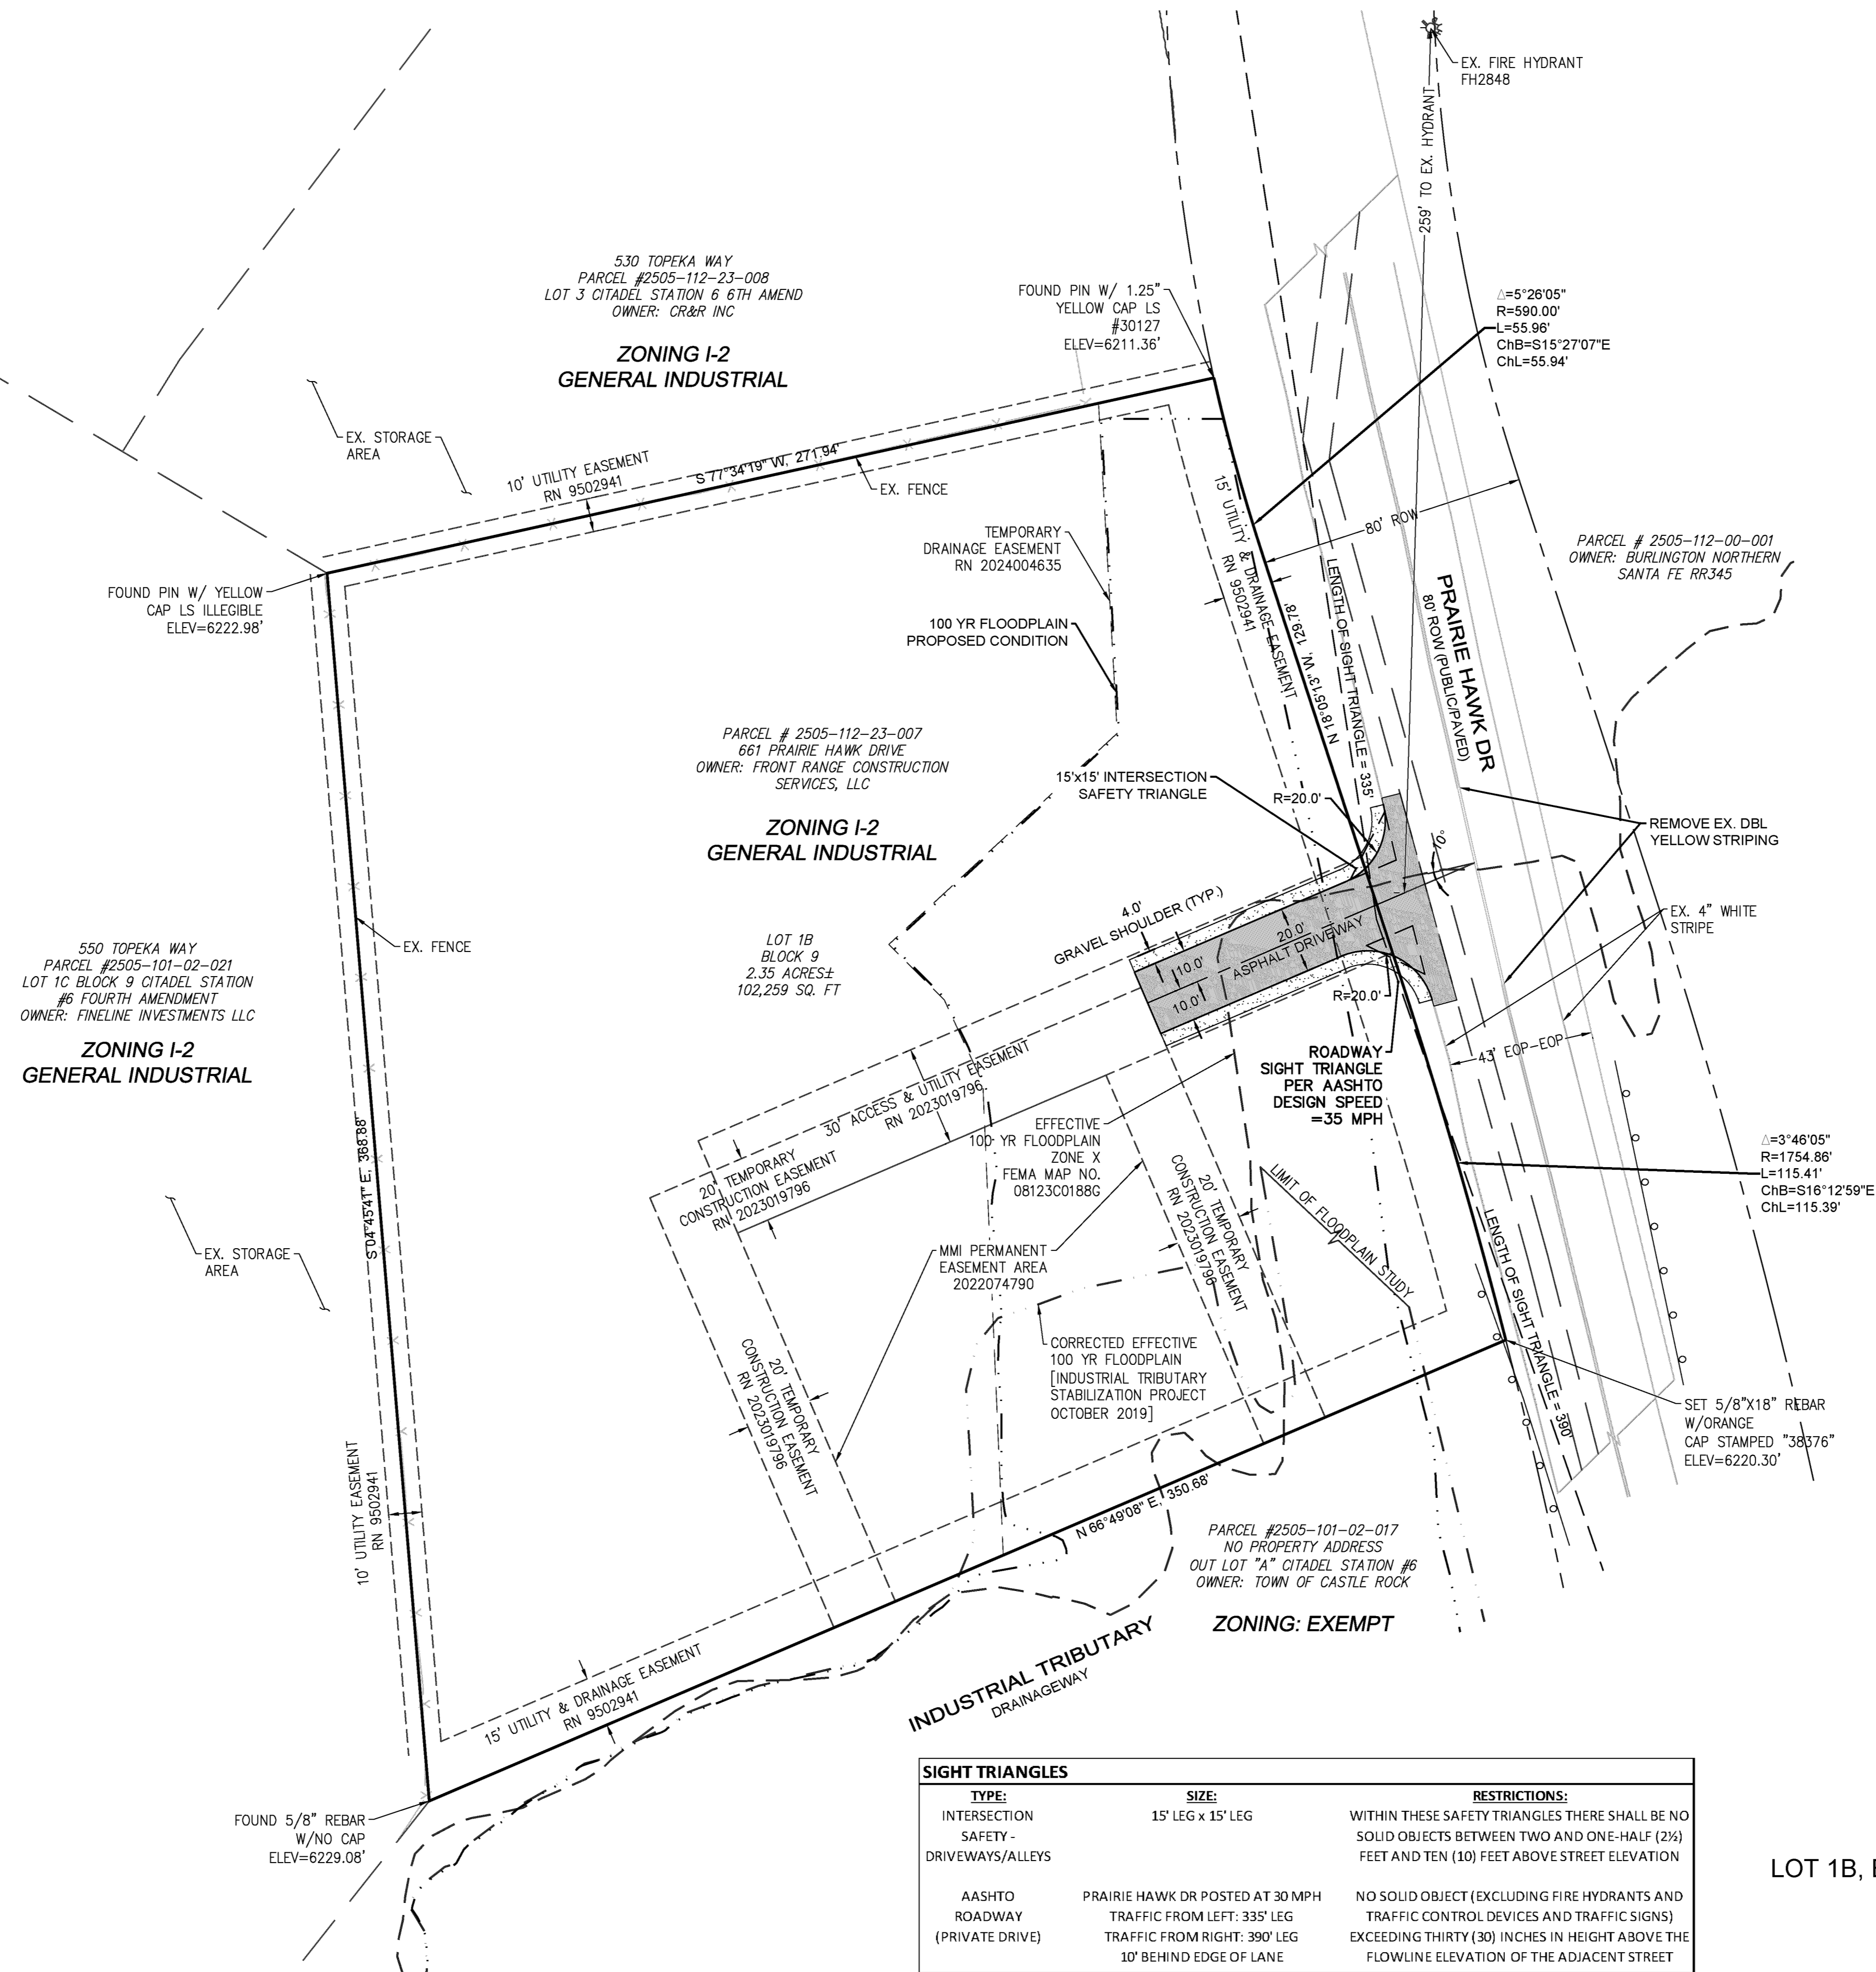 EX. FIRE HYDRANT
FH2848
259' TO EX. HYDRANT
530 TOPEKA WAY
PARCEL #2505-112-23-008
LOT 3 CITADEL STATION 6 6TH AMEND
OWNER: CR&R INC
ZONING I-2
GENERAL INDUSTRIAL
FOUND PIN W/ 1.25"
YELLOW CAP LS
#30127
ELEV=6211.36'
△=5°26'05"
R=590.00'
L=55.96'
ChB=S15°27'07"E
ChL=55.94'
EX. STORAGE
AREA
10' UTILITY EASEMENT
RN 9502941
S 77°34'19" W, 271.94'
EX. FENCE
15' UTILITY & DRAINAGE EASEMENT
RN 9502941
80' ROW
TEMPORARY
DRAINAGE EASEMENT
RN 2024004635
PARCEL # 2505-112-00-001
OWNER: BURLINGTON NORTHERN
SANTA FE RR345
FOUND PIN W/ YELLOW
CAP LS ILLEGIBLE
ELEV=6222.98'
100 YR FLOODPLAIN
PROPOSED CONDITION
N 18°05'13" W, 129.78'
LENGTH OF SIGHT TRIANGLE = 335'
PRAIRIE HAWK DR
80' ROW (PUBLIC/PAVED)
PARCEL # 2505-112-23-007
661 PRAIRIE HAWK DRIVE
OWNER: FRONT RANGE CONSTRUCTION
SERVICES, LLC
ZONING I-2
GENERAL INDUSTRIAL
15'x15' INTERSECTION
SAFETY TRIANGLE
R=20.0'
REMOVE EX. DBL
YELLOW STRIPING
10°
4.0'
GRAVEL SHOULDER (TYP.)
20.0'
ASPHALT DRIVEWAY
10.0'
10.0'
R=20.0'
EX. 4" WHITE
STRIPE
LOT 1B
BLOCK 9
2.35 ACRES±
102,259 SQ. FT
EX. FENCE
550 TOPEKA WAY
PARCEL #2505-101-02-021
LOT 1C BLOCK 9 CITADEL STATION
#6 FOURTH AMENDMENT
OWNER: FINELINE INVESTMENTS LLC
ZONING I-2
GENERAL INDUSTRIAL
43' EOP-EOP
ROADWAY
SIGHT TRIANGLE
PER AASHTO
DESIGN SPEED
=35 MPH
30' ACCESS & UTILITY EASEMENT
RN 2023019796
EFFECTIVE
100 YR FLOODPLAIN
ZONE X
FEMA MAP NO.
08123C0188G
20' TEMPORARY
CONSTRUCTION EASEMENT
RN 2023019796
20' TEMPORARY
CONSTRUCTION EASEMENT
RN 2023019796
LIMIT OF FLOODPLAIN STUDY
△=3°46'05"
R=1754.86'
L=115.41'
ChB=S16°12'59"E
ChL=115.39'
S 04°45'41" E, 368.88'
EX. STORAGE
AREA
MMI PERMANENT
EASEMENT AREA
2022074790
LENGTH OF SIGHT TRIANGLE = 390'
CORRECTED EFFECTIVE
100 YR FLOODPLAIN
[INDUSTRIAL TRIBUTARY
STABILIZATION PROJECT
OCTOBER 2019]
20' TEMPORARY
CONSTRUCTION EASEMENT
RN 2023019796
SET 5/8"X18" REBAR
W/ORANGE
CAP STAMPED "38376"
ELEV=6220.30'
10' UTILITY EASEMENT
RN 9502941
N 66°49'08" E, 350.68'
PARCEL #2505-101-02-017
NO PROPERTY ADDRESS
OUT LOT "A" CITADEL STATION #6
OWNER: TOWN OF CASTLE ROCK
ZONING: EXEMPT
15' UTILITY & DRAINAGE EASEMENT
RN 9502941
INDUSTRIAL TRIBUTARY
DRAINAGEWAY
FOUND 5/8" REBAR
W/NO CAP
ELEV=6229.08'
SIGHT TRIANGLES
TYPE: SIZE: RESTRICTIONS:
INTERSECTION 15' LEG x 15' LEG WITHIN THESE SAFETY TRIANGLES THERE SHALL BE NO
SAFETY - SOLID OBJECTS BETWEEN TWO AND ONE-HALF (2½)
DRIVEWAYS/ALLEYS FEET AND TEN (10) FEET ABOVE STREET ELEVATION
AASHTO PRAIRIE HAWK DR POSTED AT 30 MPH NO SOLID OBJECT (EXCLUDING FIRE HYDRANTS AND
ROADWAY TRAFFIC FROM LEFT: 335' LEG TRAFFIC CONTROL DEVICES AND TRAFFIC SIGNS)
(PRIVATE DRIVE) TRAFFIC FROM RIGHT: 390' LEG EXCEEDING THIRTY (30) INCHES IN HEIGHT ABOVE THE
10' BEHIND EDGE OF LANE FLOWLINE ELEVATION OF THE ADJACENT STREET
LOT 1B,